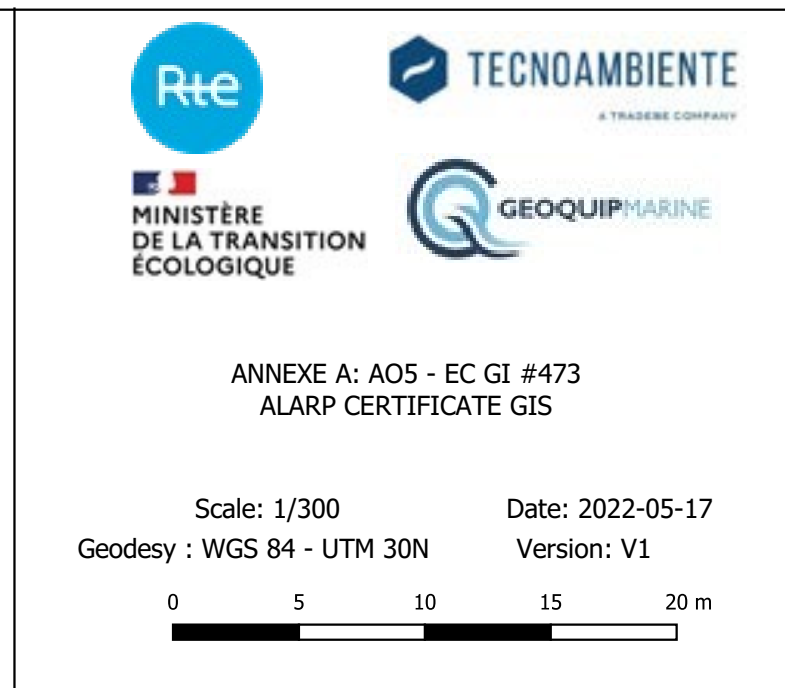 Rte
TECNOAMBIENTE
A TRADEBE COMPANY
MINISTÈRE
DE LA TRANSITION
ÉCOLOGIQUE
GEOQUIPMARINE
ANNEXE A: AO5 - EC GI #473
ALARP CERTIFICATE GIS
Scale: 1/300 Date: 2022-05-17
Geodesy : WGS 84 - UTM 30N Version: V1
0 5 10 15 20 m